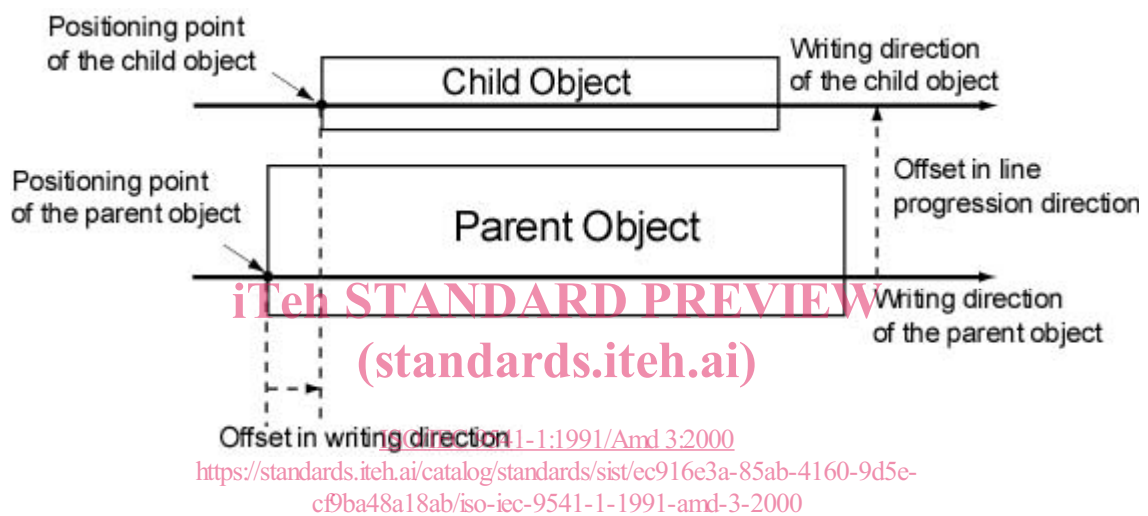 Positioning point
of the child object
Child Object
Writing direction
of the child object
Positioning point
of the parent object
Parent Object
Offset in line
progression direction
Writing direction
of the parent object
iTeh STANDARD PREVIEW
(standards.iteh.ai)
Offset in writing direction
ISO/IEC 9541-1:1991/Amd 3:2000
https://standards.iteh.ai/catalog/standards/sist/ec916e3a-85ab-4160-9d5e-
cf9ba48a18ab/iso-iec-9541-1-1991-amd-3-2000